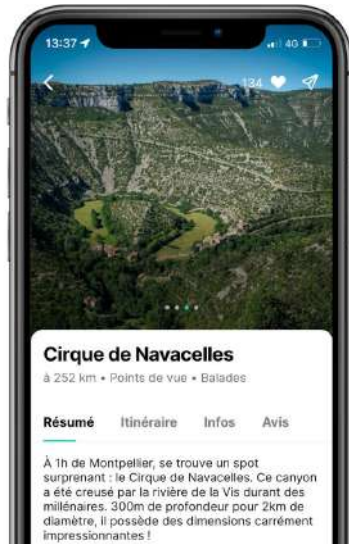 13:37
4G
134
Cirque de Navacelles
à 252 km • Points de vue • Balades
Résumé Itinéraire Infos Avis
À 1h de Montpellier, se trouve un spot
surprenant : le Cirque de Navacelles. Ce canyon
a été creusé par la rivière de la Vis durant des
millénaires. 300m de profondeur pour 2km de
diamètre, il possède des dimensions carrément
impressionnantes !